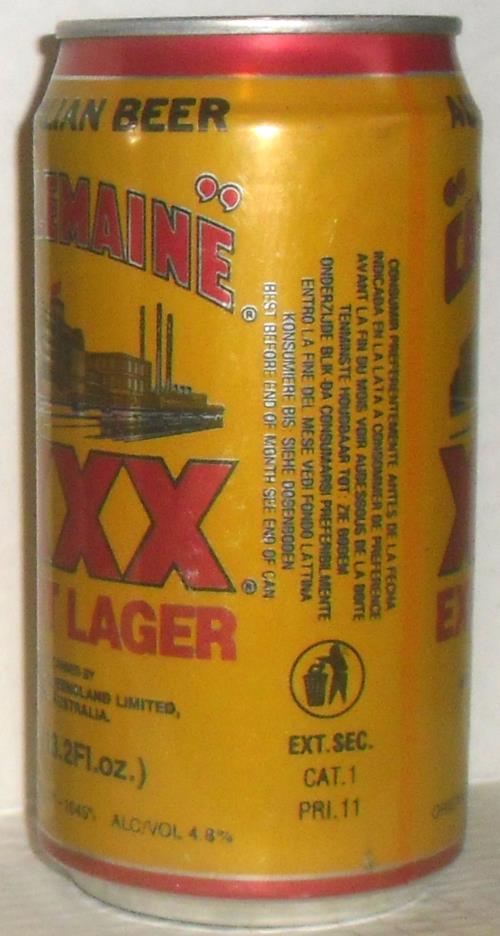 BEER
XX
LAGER
LIMITED,
ALC/VOL 4.8%
CONSUMIR PREFERENTEMENTE ANTES DE LA FECHA
INDICADA EN LA LATA A CONSOMMER DE PREFERENCE
AVANT LA FIN DU MOIS VOIR AUDESSOUS DE LA BOITE
TENMINSTE HOUDBAAR TOT: ZIE BODEM
ONDERZIJDE BLIK-DA CONSUMARSI PREFERIBILMENTE
ENTRO LA FINE DEL MESE VEDI FONDO LATTINA
KONSUMIERE BIS: SIEHE DOSENBODEN
BEST BEFORE END OF MONTH SEE END OF CAN
EXT.SEC.
CAT.1
PRI.11